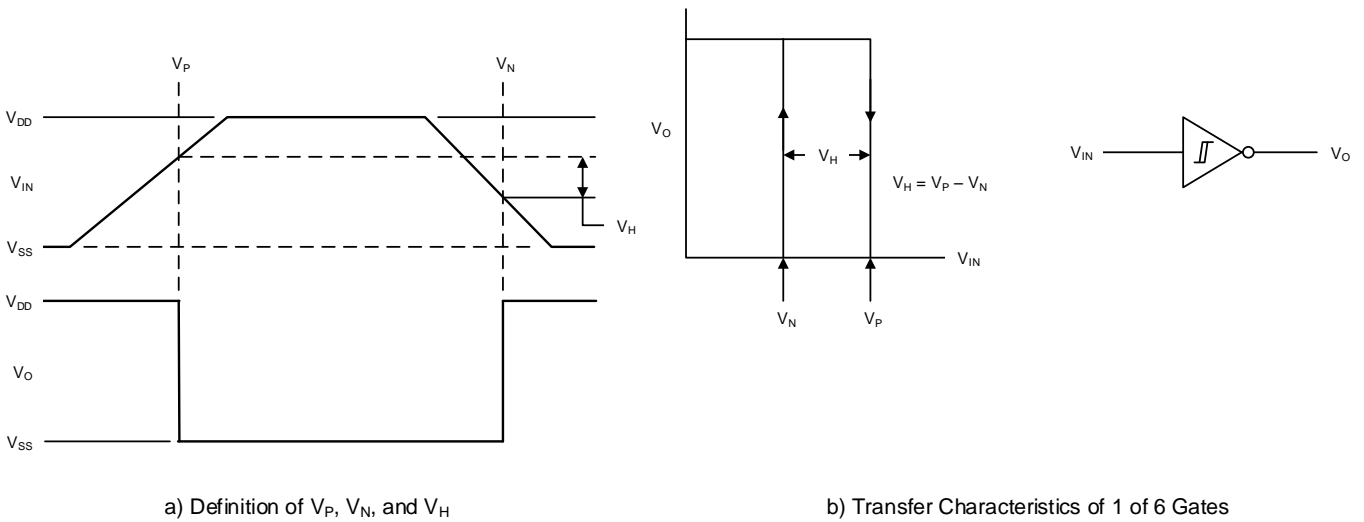 V_P
V_N
V_DD
V_IN
V_SS
V_H
V_DD
V_O
V_SS
a) Definition of V_P, V_N, and V_H
V_O
V_H
V_H = V_P – V_N
V_IN
V_N
V_P
V_IN
V_O
b) Transfer Characteristics of 1 of 6 Gates